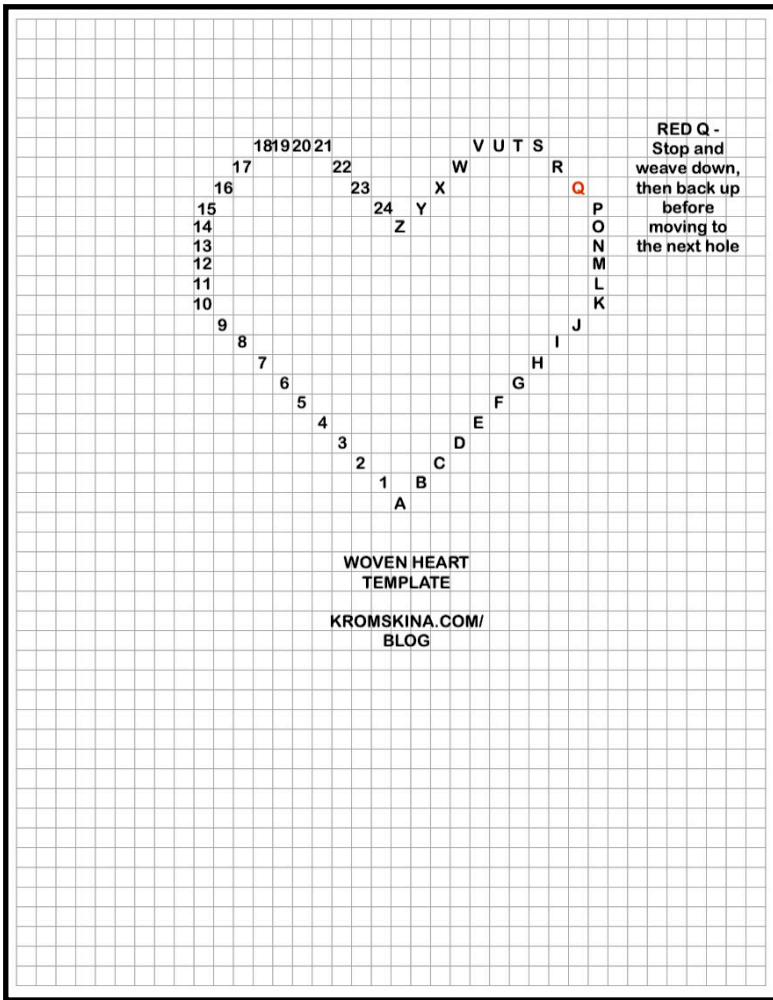 18 19 20 21 V U T S
17 22 W R
16 23 X Q
15 24 Y P
14 Z O
13 N
12 M
11 L
10 K
9 J
8 I
7 H
6 G
5 F
4 E
3 D
2 C
1 B
A
RED Q -
Stop and
weave down,
then back up
before
moving to
the next hole
WOVEN HEART
TEMPLATE
KROMSKINA.COM/
BLOG